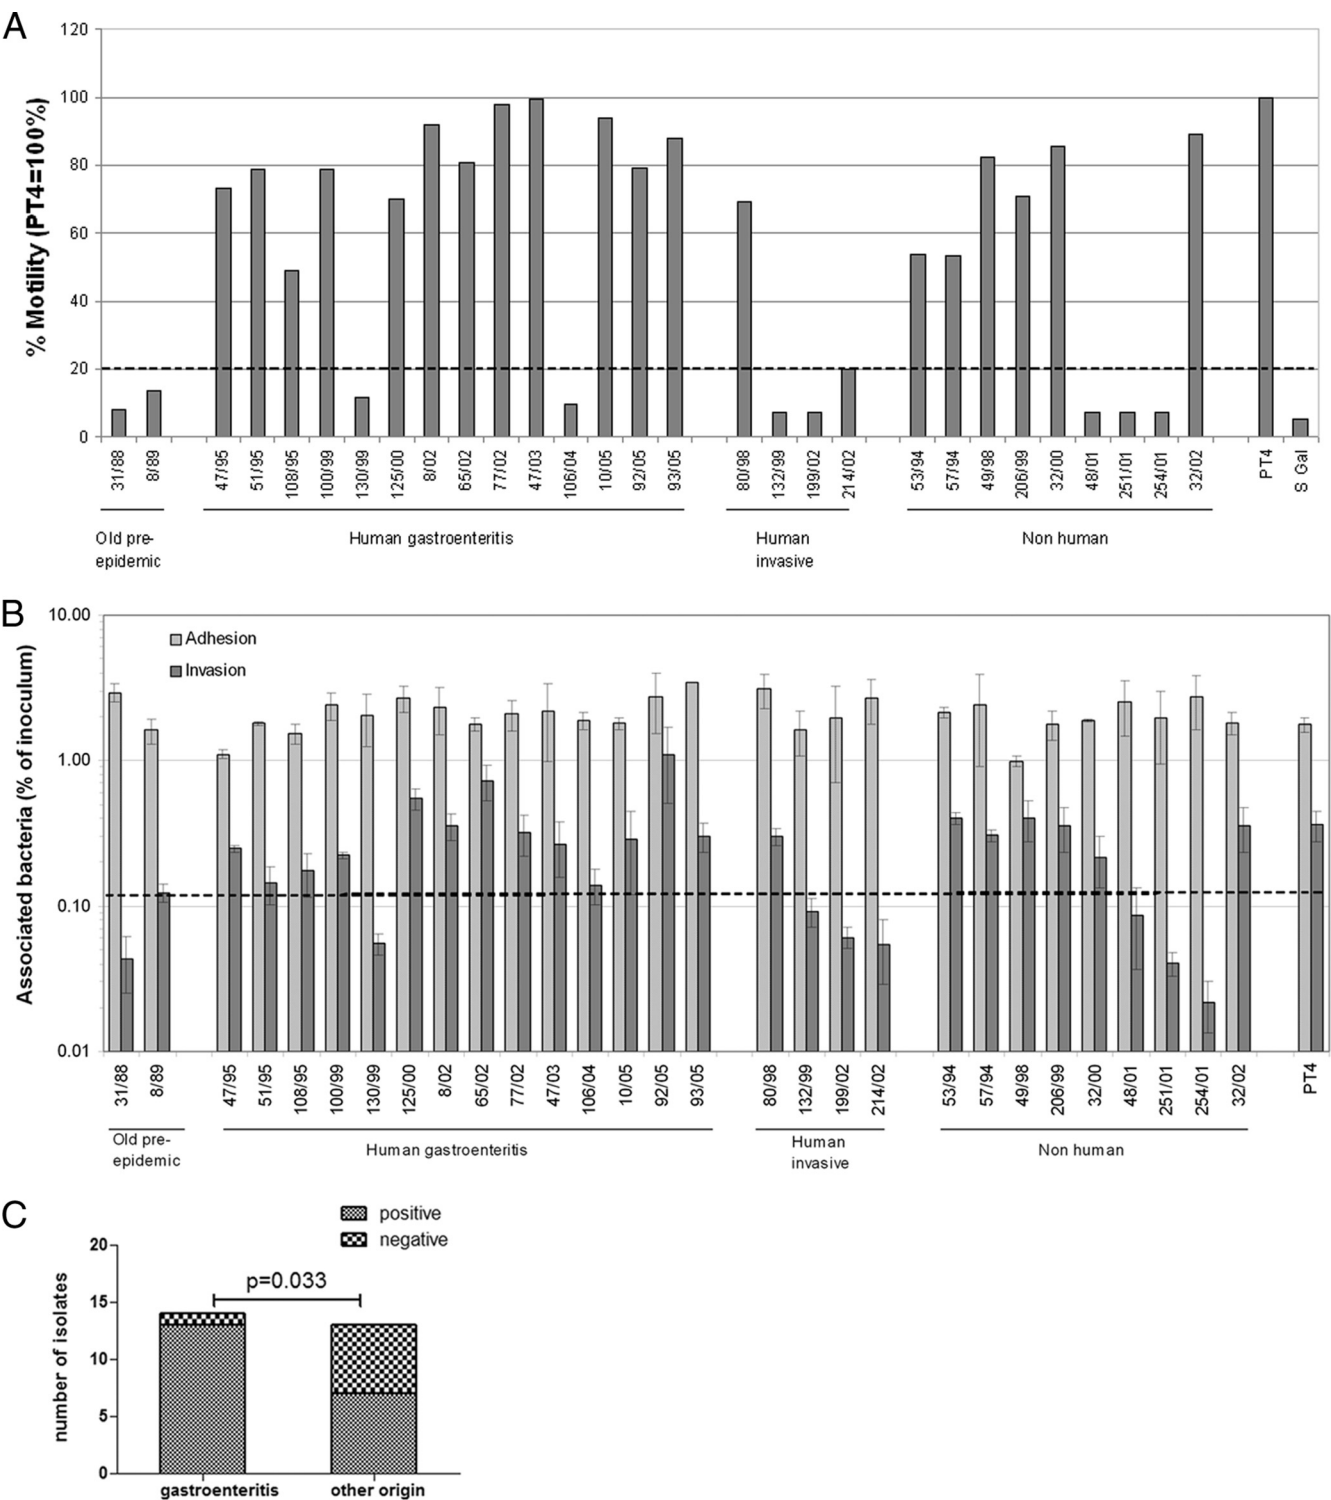 A
% Motility (PT4=100%)
120
100
80
60
40
20
0
31/88
8/89
47/95
51/95
108/95
100/99
130/99
125/00
8/02
65/02
77/02
47/03
106/04
10/05
92/05
93/05
80/98
132/99
199/02
214/02
53/94
57/94
49/98
206/99
32/00
48/01
251/01
254/01
32/02
PT4
S Gal
Old pre-
epidemic
Human gastroenteritis
Human
invasive
Non human
B
Associated bacteria (% of inoculum)
10.00
1.00
0.10
0.01
Adhesion
Invasion
31/88
8/89
47/95
51/95
108/95
100/99
130/99
125/00
8/02
65/02
77/02
47/03
106/04
10/05
92/05
93/05
80/98
132/99
199/02
214/02
53/94
57/94
49/98
206/99
32/00
48/01
251/01
254/01
32/02
PT4
Old pre-
epidemic
Human gastroenteritis
Human
invasive
Non human
C
positive
negative
number of isolates
20
15
10
5
0
p=0.033
gastroenteritis
other origin